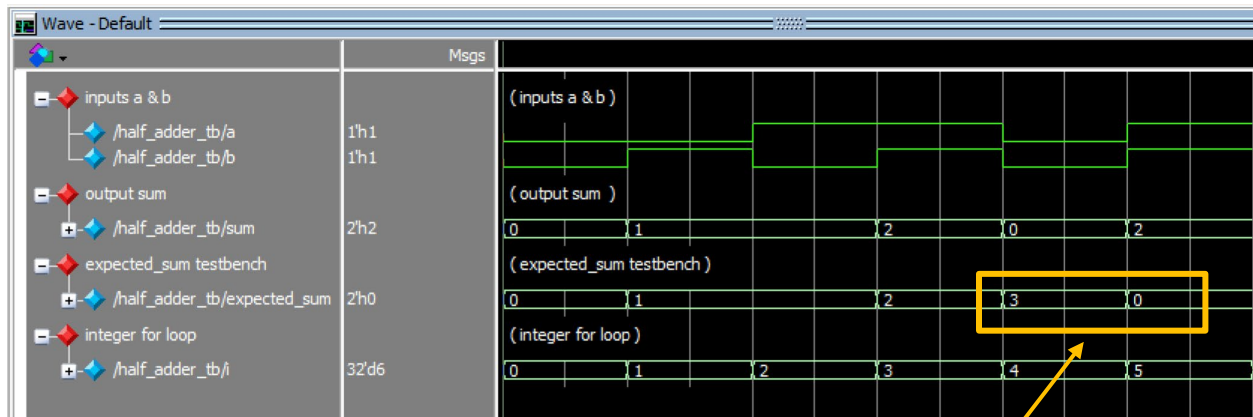 Wave - Default
Msgs
inputs a & b (inputs a & b)
/half_adder_tb/a 1'h1
/half_adder_tb/b 1'h1
output sum (output sum )
/half_adder_tb/sum 2'h2 0 1 2 0 2
expected_sum testbench (expected_sum testbench)
/half_adder_tb/expected_sum 2'h0 0 1 2 3 0
integer for loop (integer for loop)
/half_adder_tb/i 32'd6 0 1 2 3 4 5